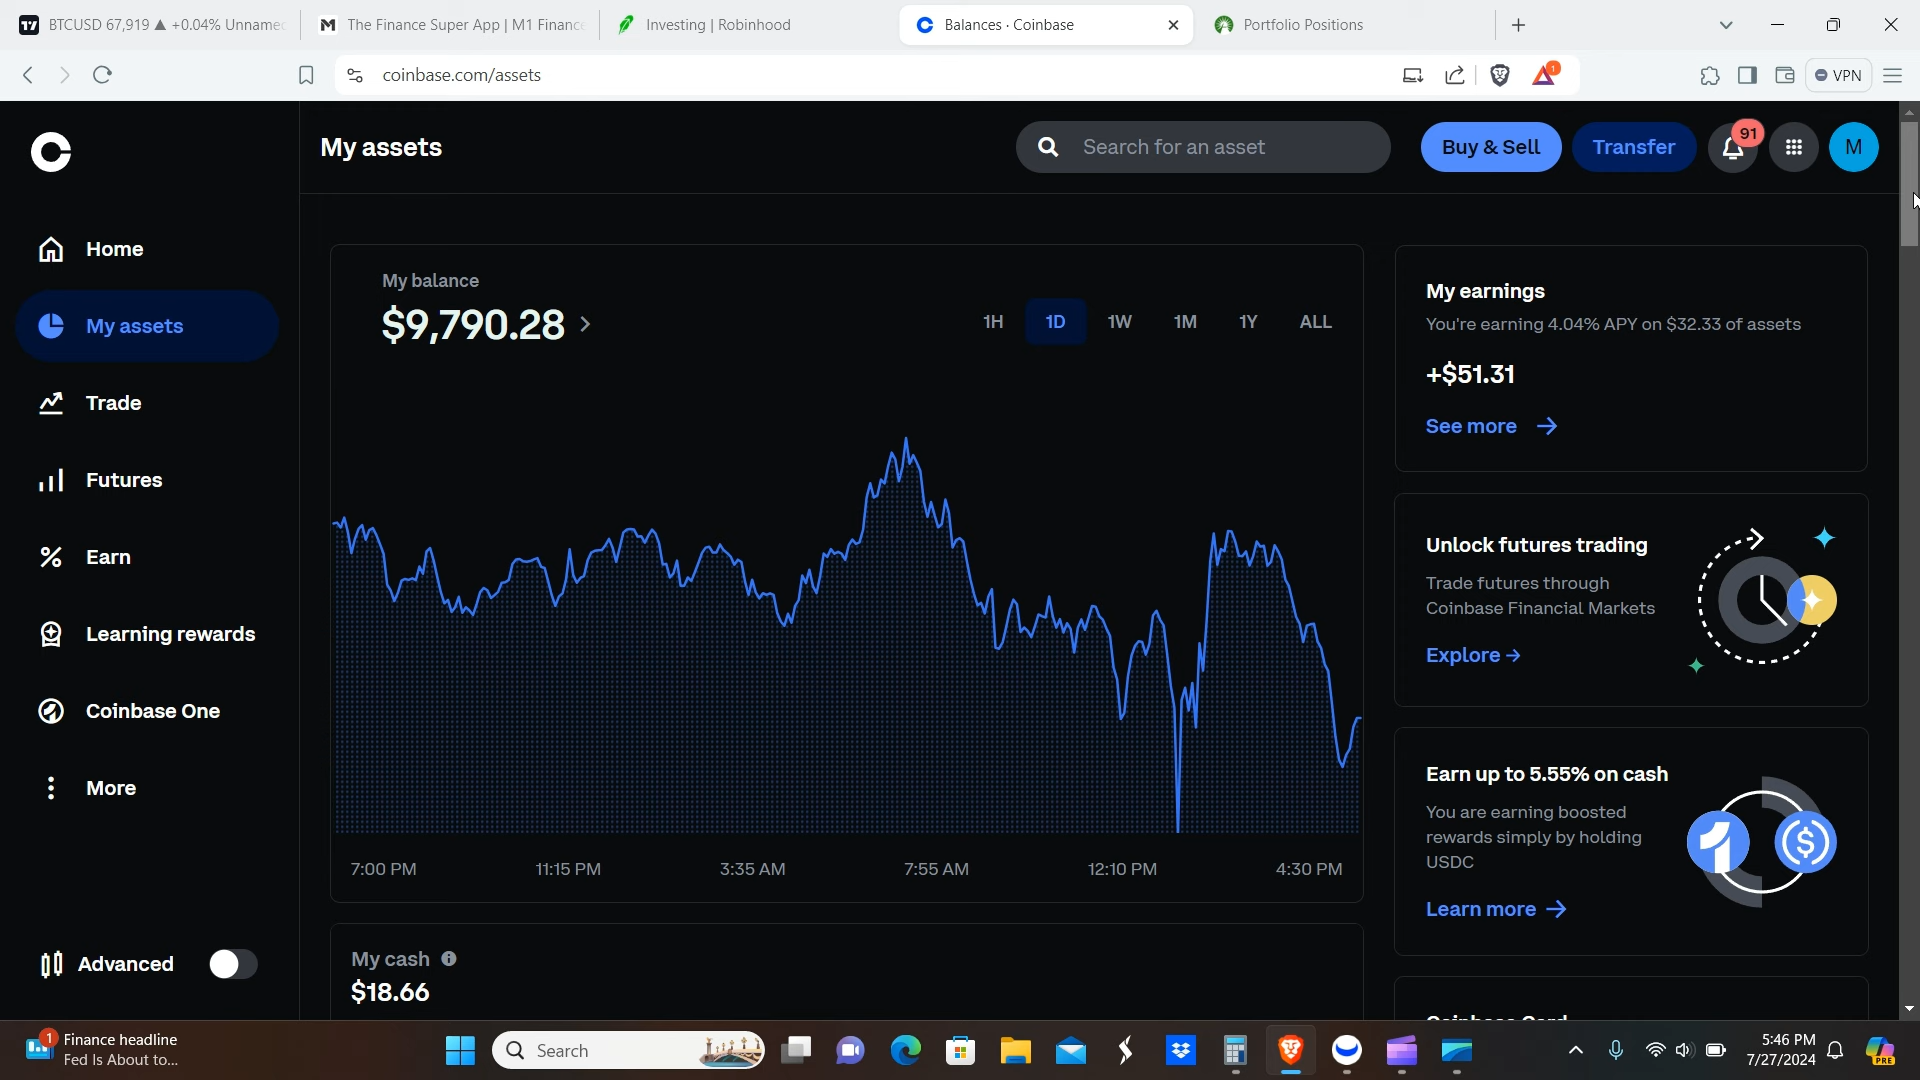 BTCUSD 67,919 ▲ +0.04% Unname
The Finance Super App | M1 Finance
Investing | Robinhood
Balances · Coinbase
Portfolio Positions
coinbase.com/assets
1
VPN
My assets
Search for an asset
Buy & Sell
Transfer
91
M
Home
My assets
Trade
Futures
Earn
Learning rewards
Coinbase One
More
Advanced
My balance
$9,790.28
1H 1D 1W 1M 1Y ALL
7:00 PM 11:15 PM 3:35 AM 7:55 AM 12:10 PM 4:30 PM
My cash
$18.66
My earnings
You're earning 4.04% APY on $32.33 of assets
+$51.31
See more
Unlock futures trading
Trade futures through
Coinbase Financial Markets
Explore
Earn up to 5.55% on cash
You are earning boosted
rewards simply by holding
USDC
Learn more
1
Finance headline
Fed Is About to...
Search
5:46 PM
7/27/2024
PRE